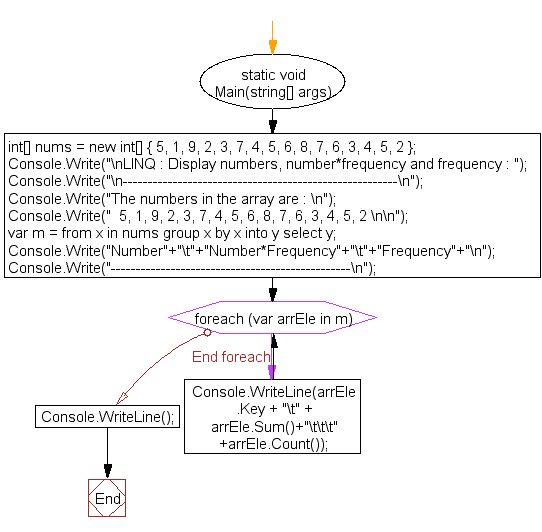 static void
Main(string[] args)
int[] nums = new int[] { 5, 1, 9, 2, 3, 7, 4, 5, 6, 8, 7, 6, 3, 4, 5, 2 };
Console.Write("\nLINQ : Display numbers, number*frequency and frequency : ");
Console.Write("\n-------------------------------------------------------\n");
Console.Write("The numbers in the array are : \n");
Console.Write("  5, 1, 9, 2, 3, 7, 4, 5, 6, 8, 7, 6, 3, 4, 5, 2 \n\n");
var m = from x in nums group x by x into y select y;
Console.Write("Number"+"\t"+"Number*Frequency"+"\t"+"Frequency"+"\n");
Console.Write("------------------------------------------------\n");
foreach (var arrEle in m)
End foreach
Console.WriteLine(arrEle
.Key + "\t" +
arrEle.Sum()+"\t\t\t"
+arrEle.Count());
Console.WriteLine();
End